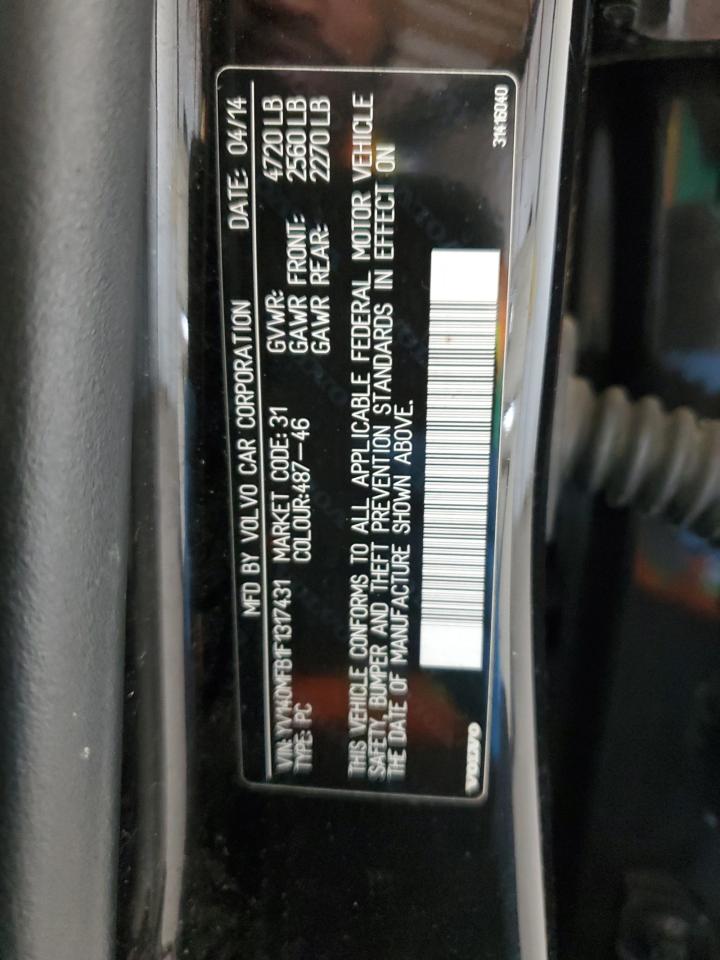 MFD BY VOLVO CAR CORPORATION DATE: 04/14
VIN: YV140MFB1F1317431 MARKET CODE: 31 GVWR: 4720 LB
TYPE: PC COLOUR:487-46 GAWR FRONT: 2560 LB
GAWR REAR: 2270 LB
THIS VEHICLE CONFORMS TO ALL APPLICABLE FEDERAL MOTOR VEHICLE
SAFETY, BUMPER AND THEFT PREVENTION STANDARDS IN EFFECT ON
THE DATE OF MANUFACTURE SHOWN ABOVE.
VOLVO 31416040